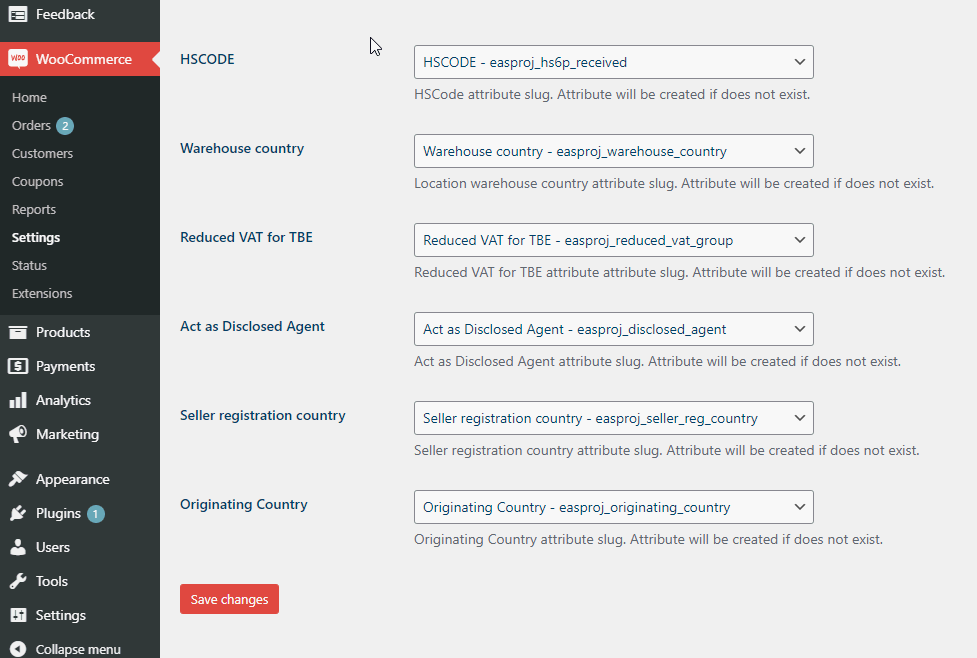 Feedback
WOO WooCommerce
Home
Orders 2
Customers
Coupons
Reports
Settings
Status
Extensions
Products
Payments
Analytics
Marketing
Appearance
Plugins 1
Users
Tools
Settings
Collapse menu
HSCODE
HSCODE - easproj_hs6p_received
HSCode attribute slug. Attribute will be created if does not exist.
Warehouse country
Warehouse country - easproj_warehouse_country
Location warehouse country attribute slug. Attribute will be created if does not exist.
Reduced VAT for TBE
Reduced VAT for TBE - easproj_reduced_vat_group
Reduced VAT for TBE attribute attribute slug. Attribute will be created if does not exist.
Act as Disclosed Agent
Act as Disclosed Agent - easproj_disclosed_agent
Act as Disclosed Agent attribute slug. Attribute will be created if does not exist.
Seller registration country
Seller registration country - easproj_seller_reg_country
Seller registration country attribute slug. Attribute will be created if does not exist.
Originating Country
Originating Country - easproj_originating_country
Originating Country attribute slug. Attribute will be created if does not exist.
Save changes